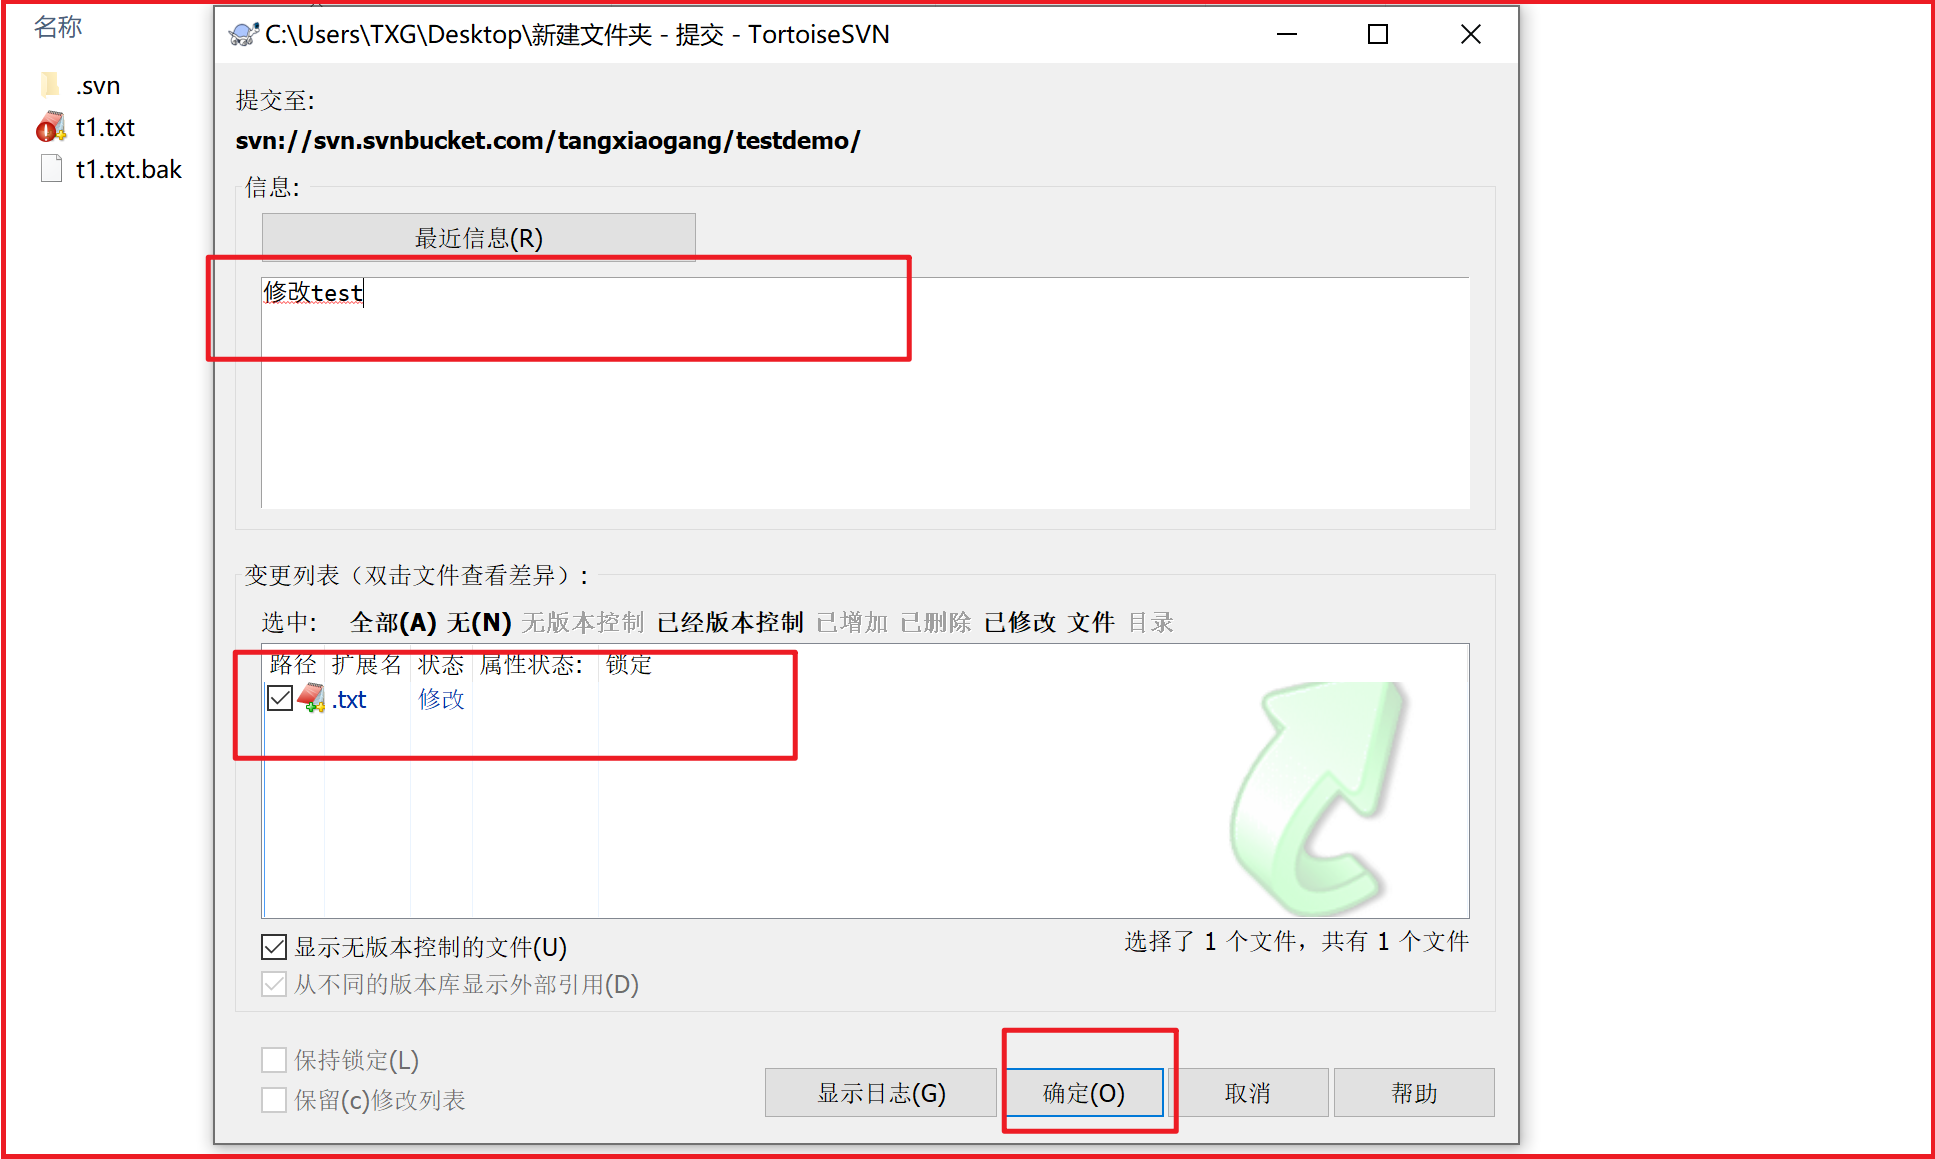 名称
.svn
t1.txt
t1.txt.bak
C:\Users\TXG\Desktop\新建文件夹 - 提交 - TortoiseSVN
提交至:
svn://svn.svnbucket.com/tangxiaogang/testdemo/
信息:
最近信息(R)
修改test
变更列表（双击文件查看差异）:
选中: 全部(A) 无(N) 无版本控制 已经版本控制 已增加 已删除 已修改 文件 目录
路径 扩展名 状态 属性状态: 锁定
.txt 修改
显示无版本控制的文件(U)
选择了 1 个文件，共有 1 个文件
从不同的版本库显示外部引用(D)
保持锁定(L)
保留(c)修改列表
显示日志(G) 确定(O) 取消 帮助